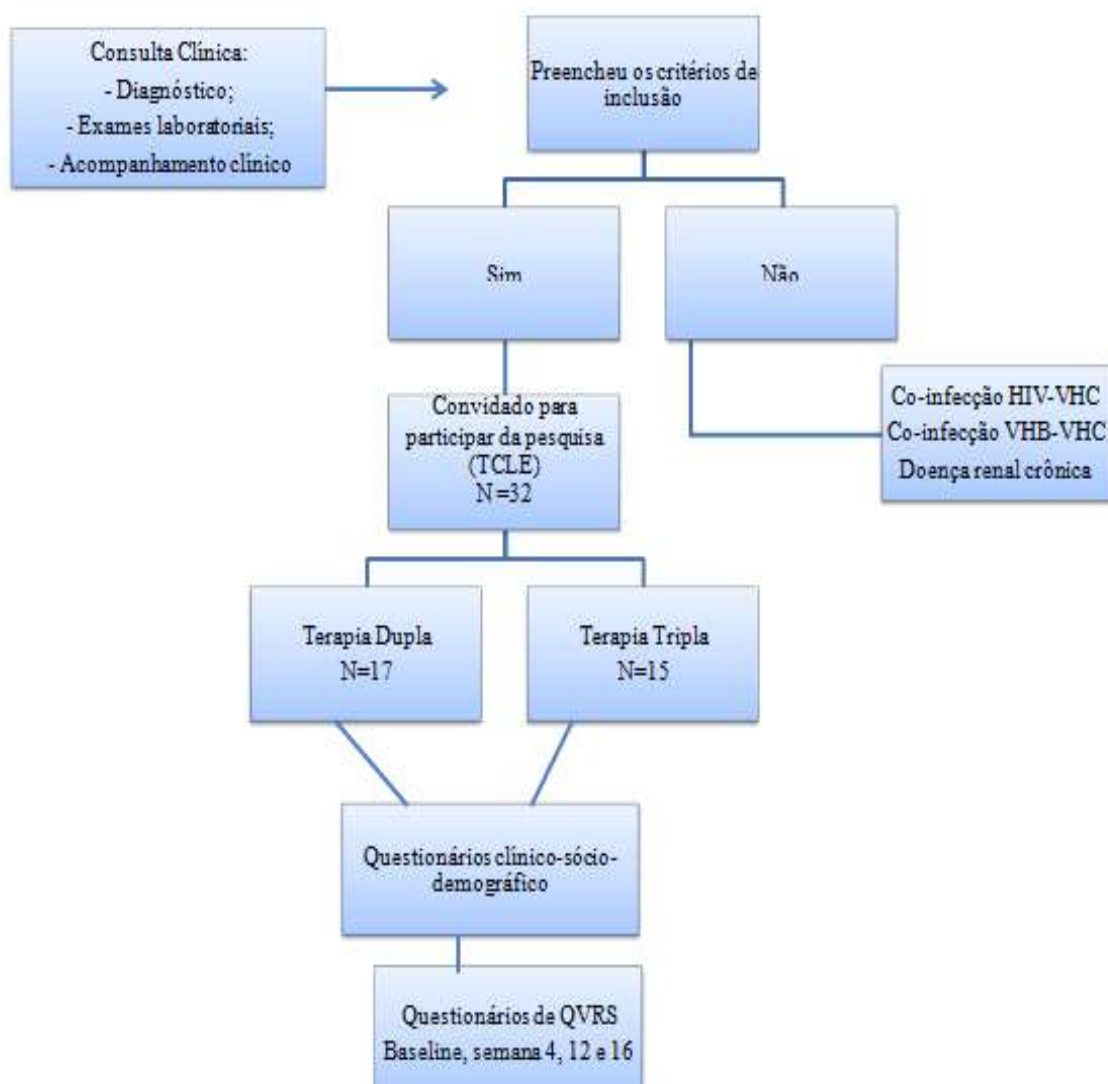 Consulta Clínica:
- Diagnóstico;
- Exames laboratoriais;
- Acompanhamento clínico
Preencheu os critérios de
inclusão
Sim
Não
Co-infecção HIV-VHC
Co-infecção VHB-VHC
Doença renal crônica
Convidado para
participar da pesquisa
(TCLE)
N =32
Terapia Dupla
N=17
Terapia Tripla
N=15
Questionários clínico-sócio-
demográfico
Questionários de QVRS
Baseline, semana 4, 12 e 16